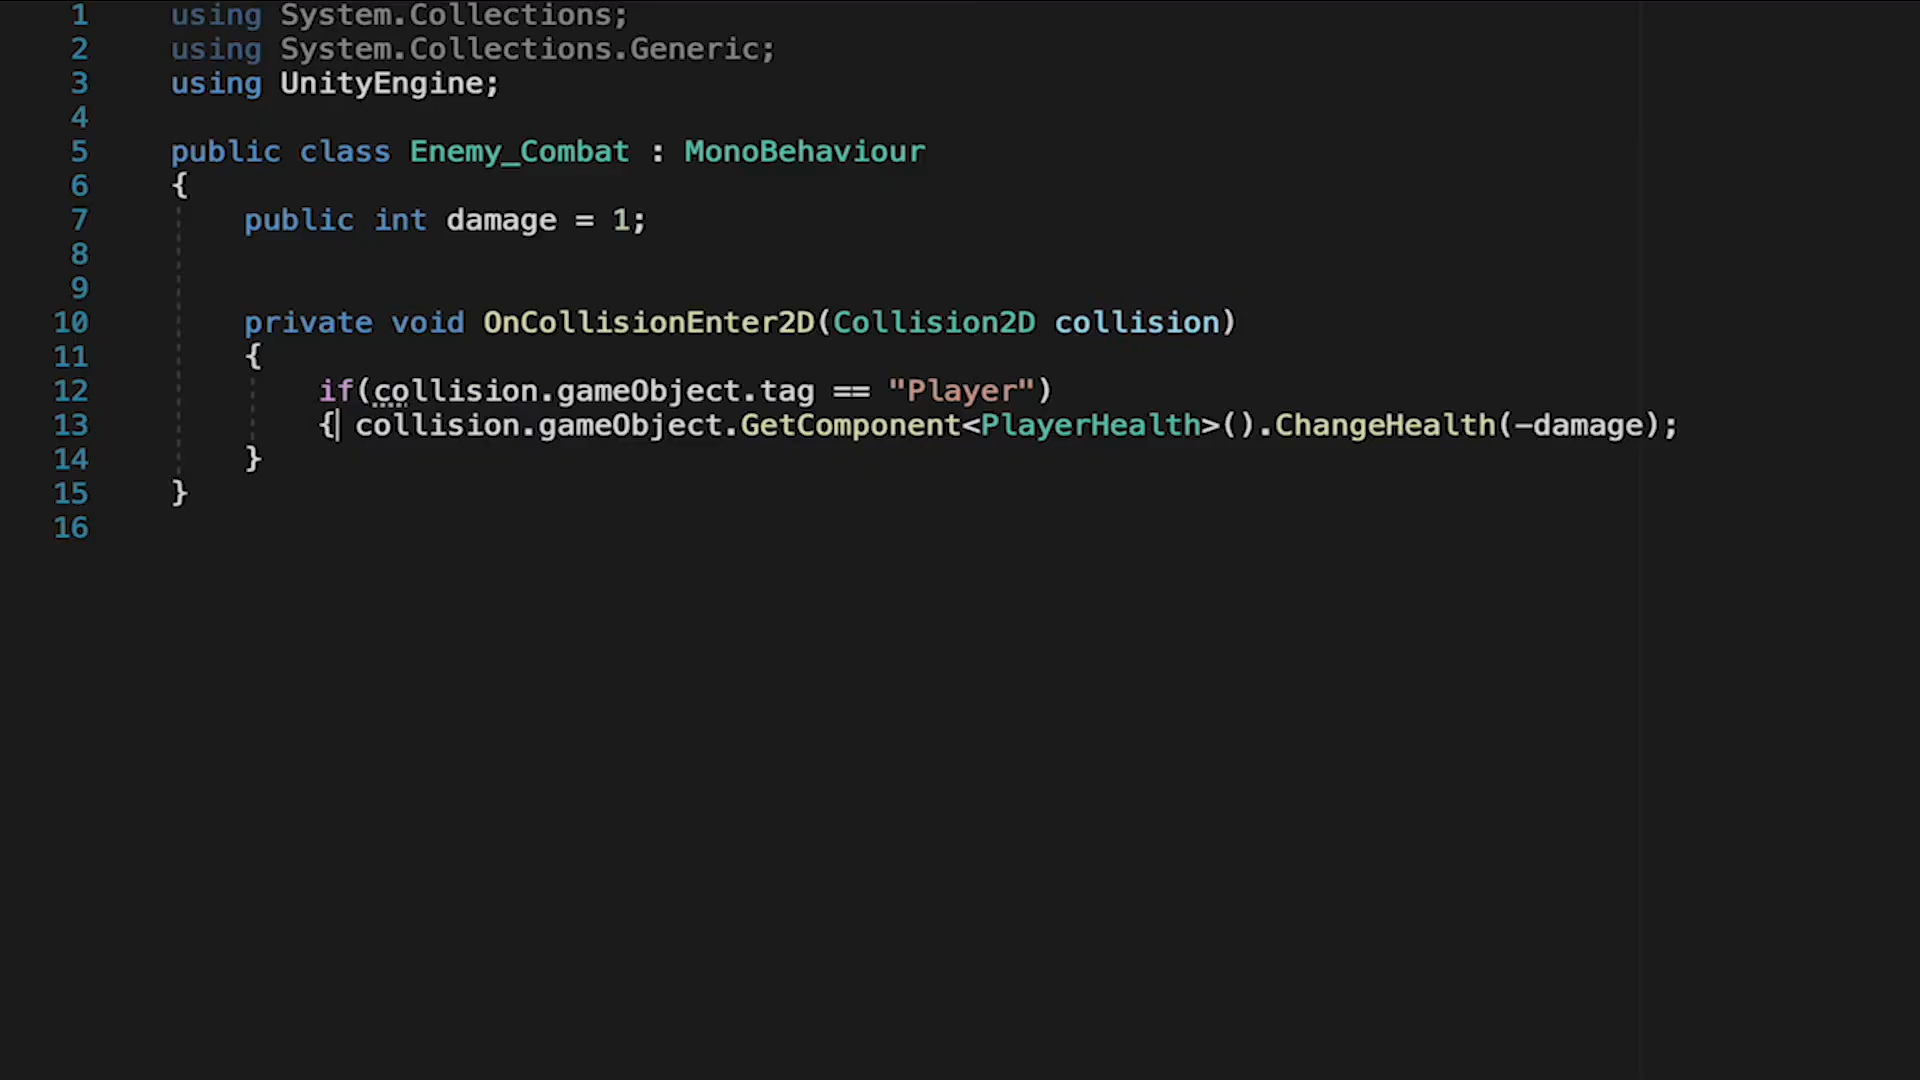 1 using System.Collections;
2 using System.Collections.Generic;
3 using UnityEngine;
4
5 public class Enemy_Combat : MonoBehaviour
6 {
7 public int damage = 1;
8
9
10 private void OnCollisionEnter2D(Collision2D collision)
11 {
12 if(collision.gameObject.tag == "Player")
13 { collision.gameObject.GetComponent<PlayerHealth>().ChangeHealth(-damage);
14 }
15 }
16